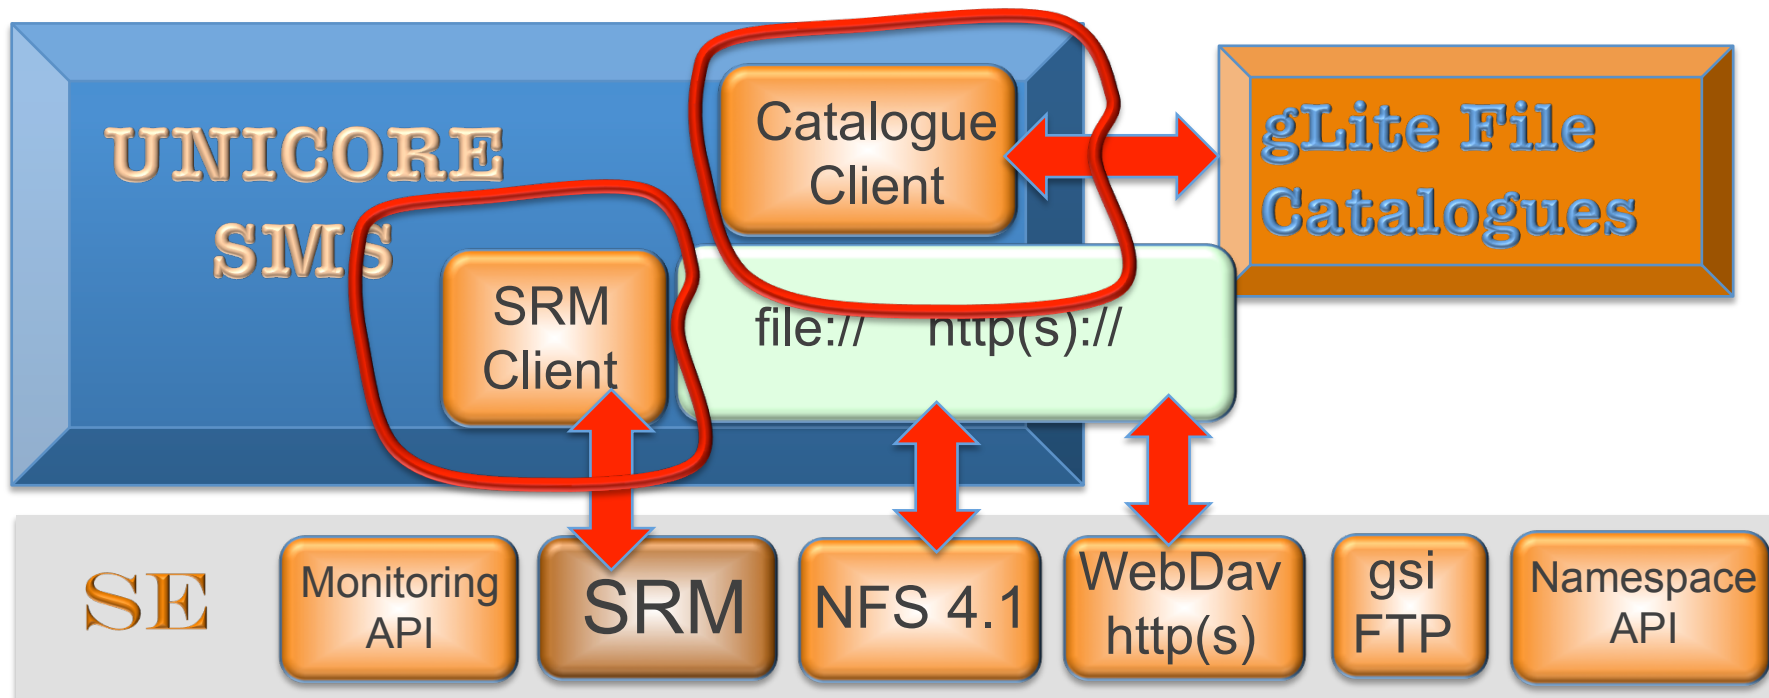 UNICORE
SMS
Catalogue
Client
gLite File
Catalogues
SRM
Client
file:// http(s)://
SE
Monitoring
API
SRM
NFS 4.1
WebDav
http(s)
gsi
FTP
Namespace
API